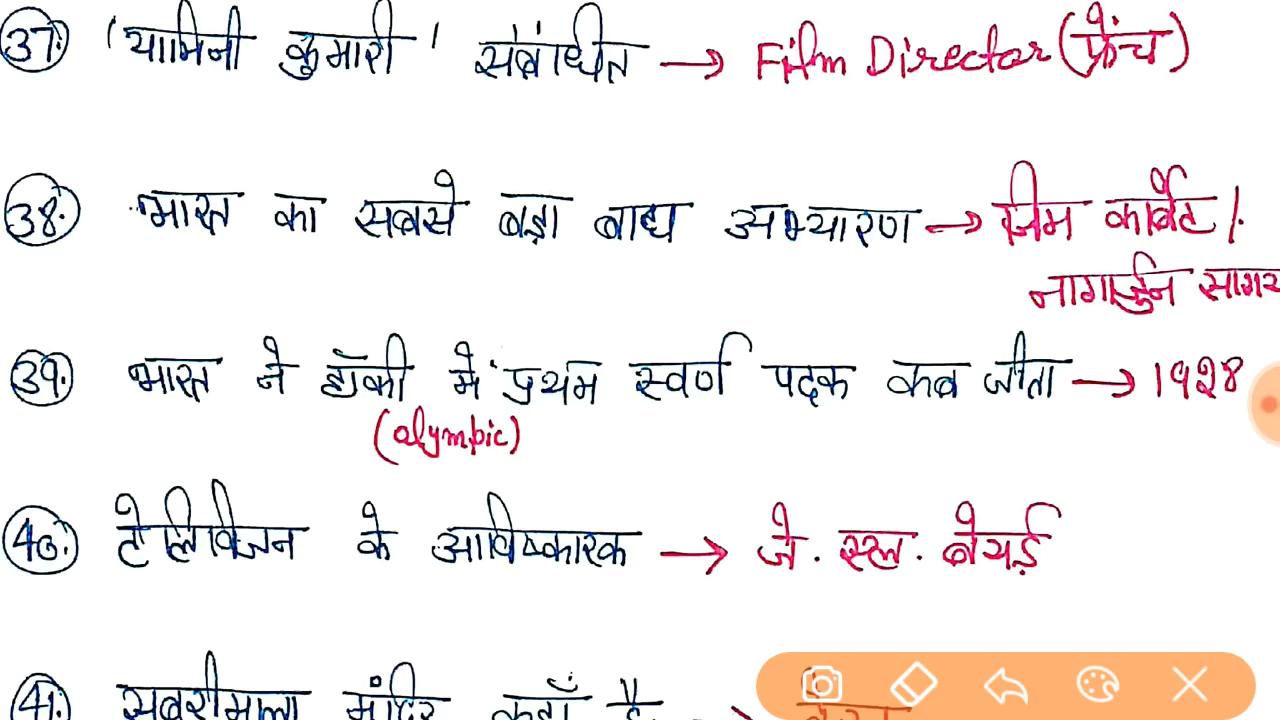 37. 'यामिनी कुमारी' संबंधित → Film Director (फ्रेंच)
38. भारत का सबसे बड़ा बाघ अभ्यारण → जिम कार्बेट /
नागार्जुन सागर
39. भारत ने हॉकी में प्रथम स्वर्ण पदक कब जीता → 1928
(olympic)
40. टेलिविजन के आविष्कारक → जे. एल. बेयर्ड
41. सबरीमाला मंदिर कहाँ है →